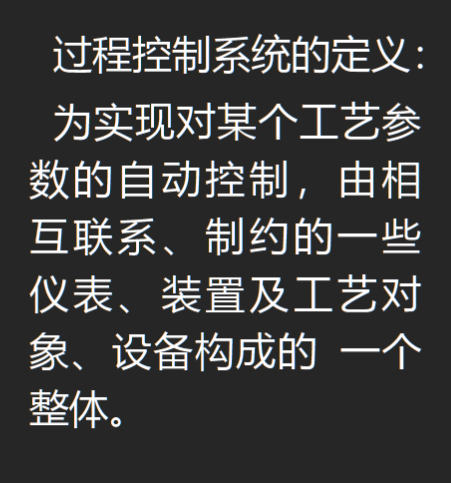 过程控制系统的定义：
为实现对某个工艺参
数的自动控制，由相
互联系、制约的一些
仪表、装置及工艺对
象、设备构成的 一个
整体。